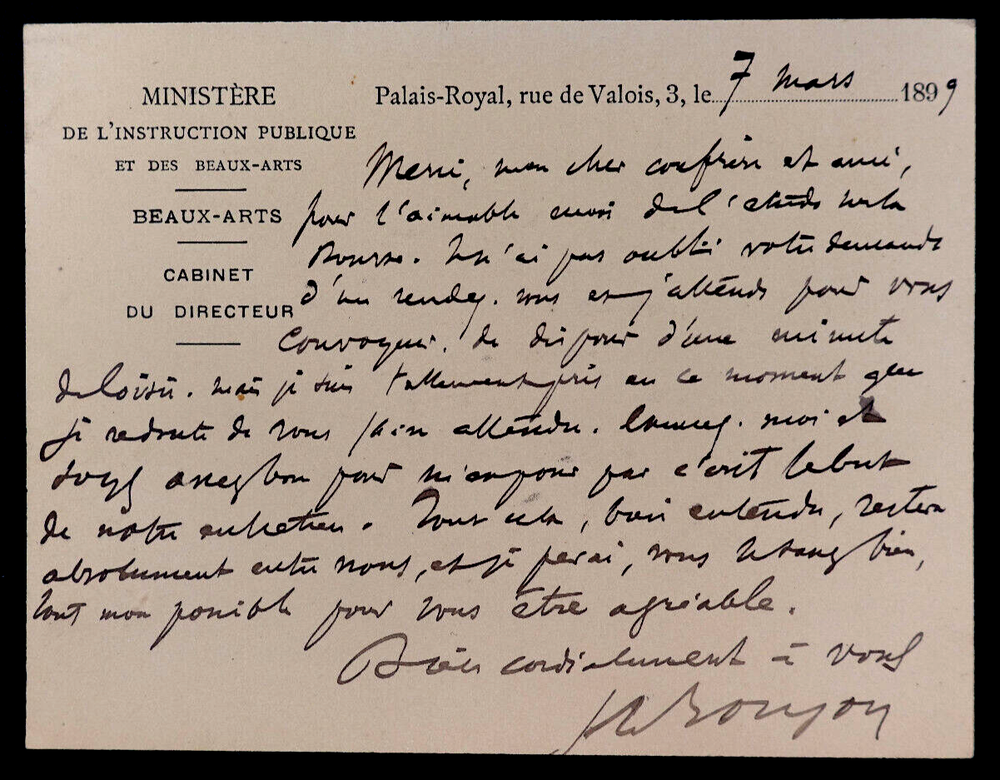 MINISTÈRE
DE L'INSTRUCTION PUBLIQUE
ET DES BEAUX-ARTS
BEAUX-ARTS
CABINET
DU DIRECTEUR
Palais-Royal, rue de Valois, 3, le 7 mars 1899
Merci, mon cher confrère et ami,
pour l'aimable envoi de l'étude sur la
Bourse. Je n'ai pas oublié votre demande
d'un rendez-vous et j'attends pour vous
convoquer, de disposer d'une minute
de loisir. Mais je suis tellement pris en ce moment que
je redoute de vous faire attendre. Excusez-moi et
soyez assez bon pour m'exposer par écrit le but
de notre entretien. Tout cela, bien entendu, restera
absolument entre nous, et je ferai, vous le savez bien,
tout mon possible pour vous être agréable.
Bien cordialement à vous
Roujon